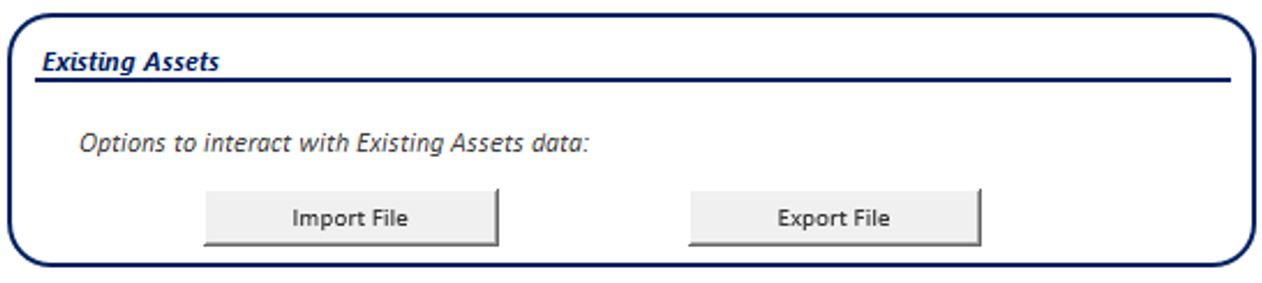 Existing Assets
Options to interact with Existing Assets data:
Import File
Export File